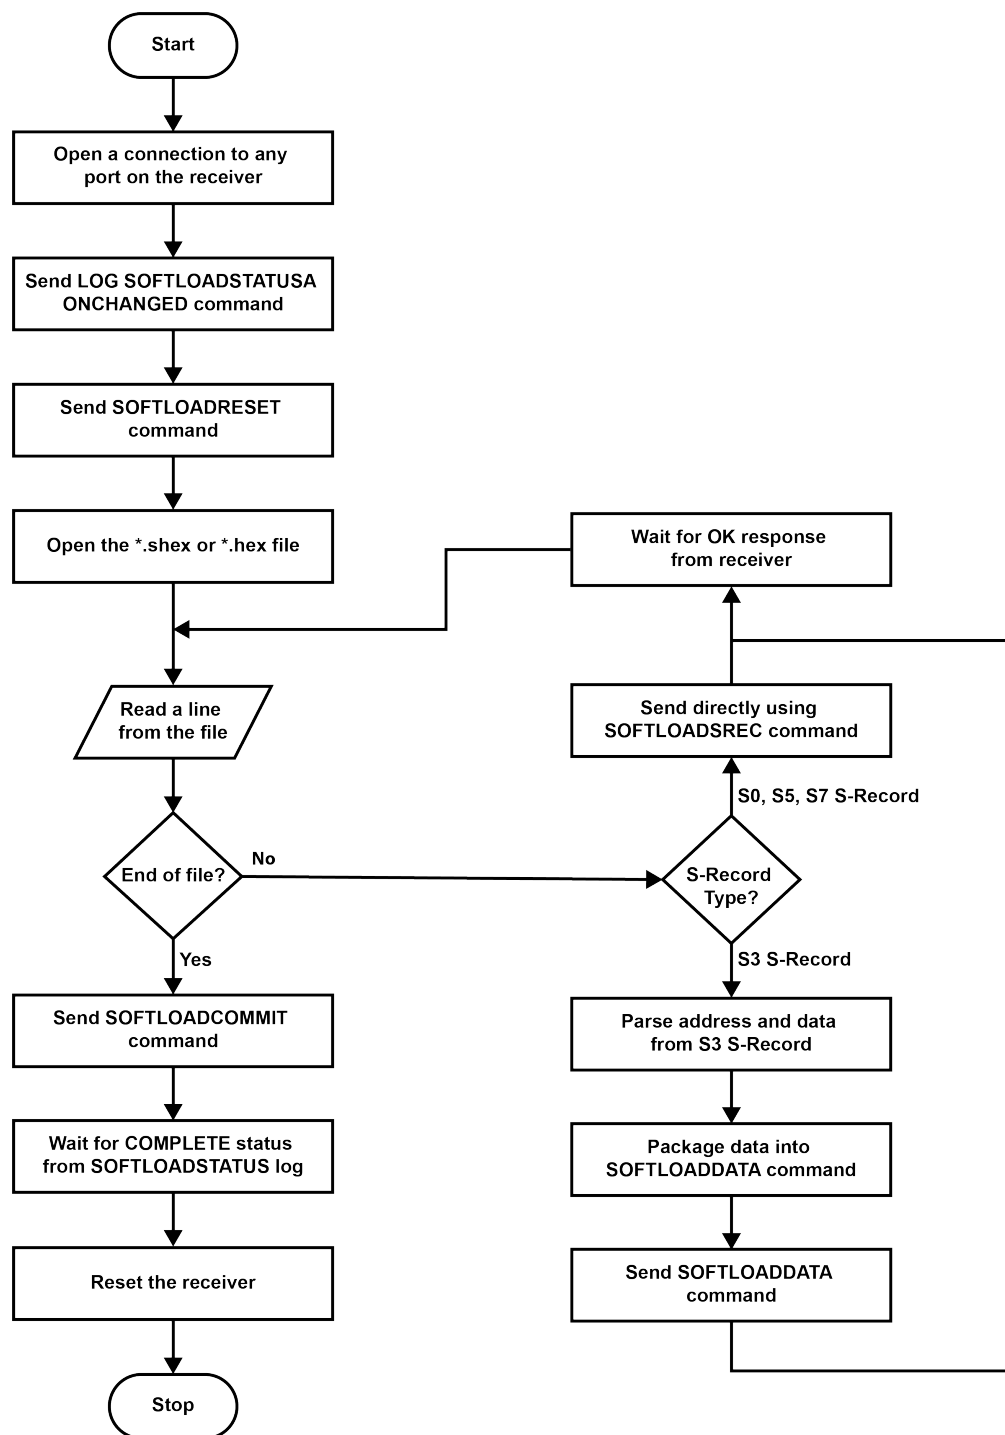 Start
Open a connection to any
port on the receiver
Send LOG SOFTLOADSTATUSA
ONCHANGED command
Send SOFTLOADRESET
command
Open the *.shex or *.hex file
Read a line
from the file
End of file?
No
Yes
Send SOFTLOADCOMMIT
command
Wait for COMPLETE status
from SOFTLOADSTATUS log
Reset the receiver
Stop
Wait for OK response
from receiver
Send directly using
SOFTLOADSREC command
S0, S5, S7 S-Record
S-Record
Type?
S3 S-Record
Parse address and data
from S3 S-Record
Package data into
SOFTLOADDATA command
Send SOFTLOADDATA
command